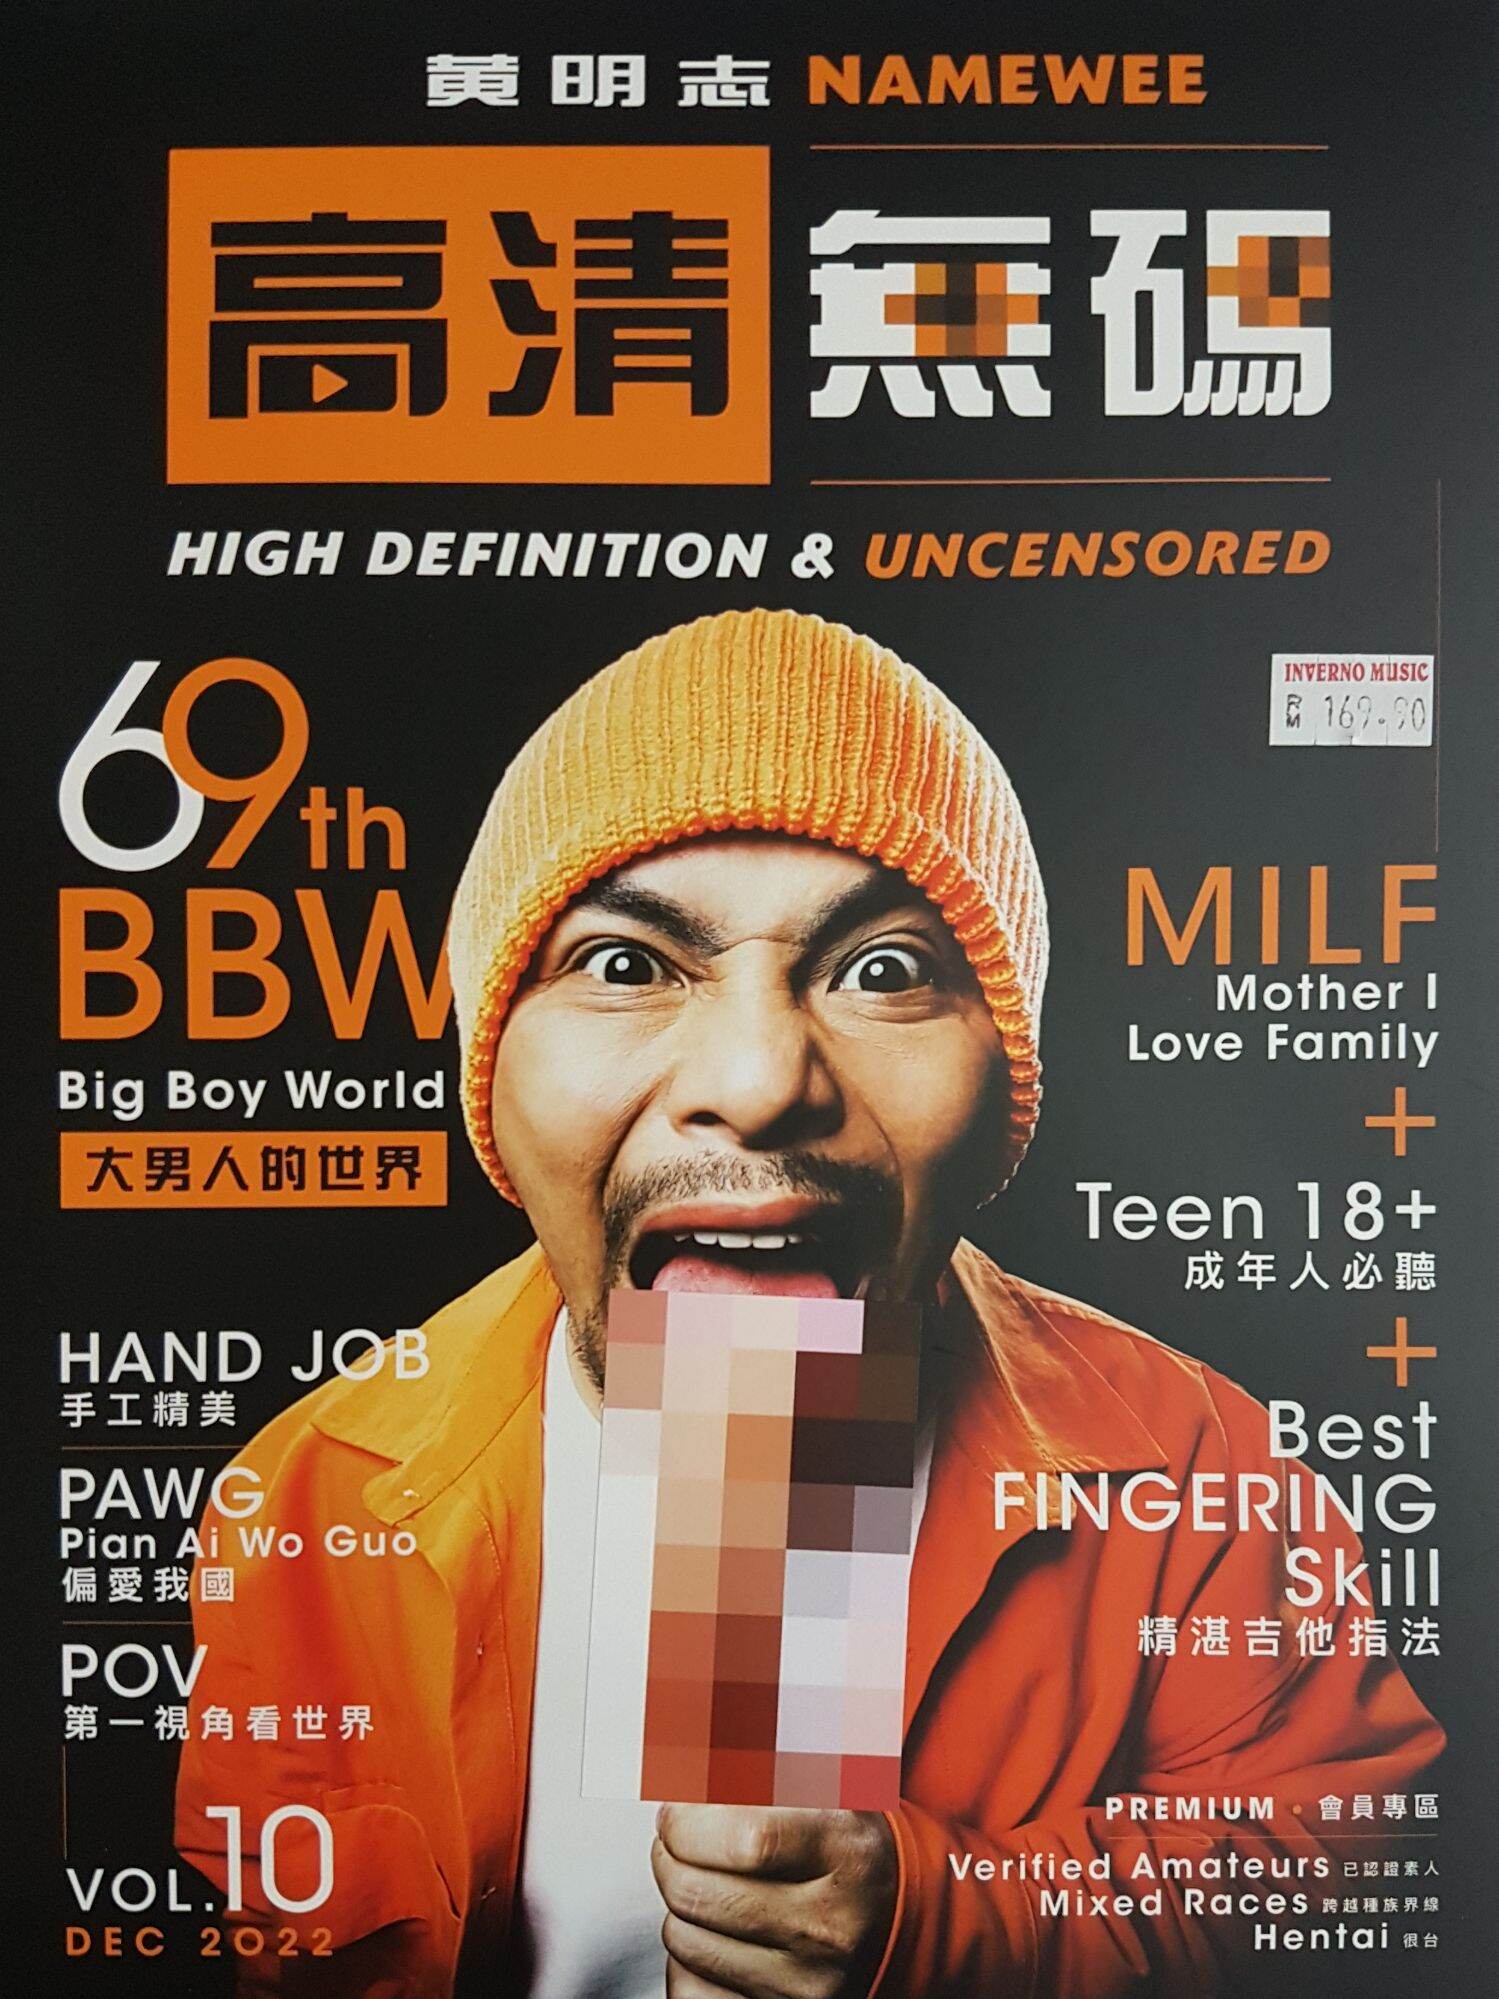 黃明志 NAMEWEE
高清無碼
HIGH DEFINITION & UNCENSORED
INVERNO MUSIC
RM 169.90
69th
BBW
Big Boy World
大男人的世界
HAND JOB
手工精美
PAWG
Pian Ai Wo Guo
偏愛我國
POV
第一視角看世界
VOL.10
DEC 2022
MILF
Mother I
Love Family
+
Teen 18+
成年人必聽
+
Best
FINGERING
Skill
精湛吉他指法
PREMIUM • 會員專區
Verified Amateurs 已認證素人
Mixed Races 跨越種族界線
Hentai 很台